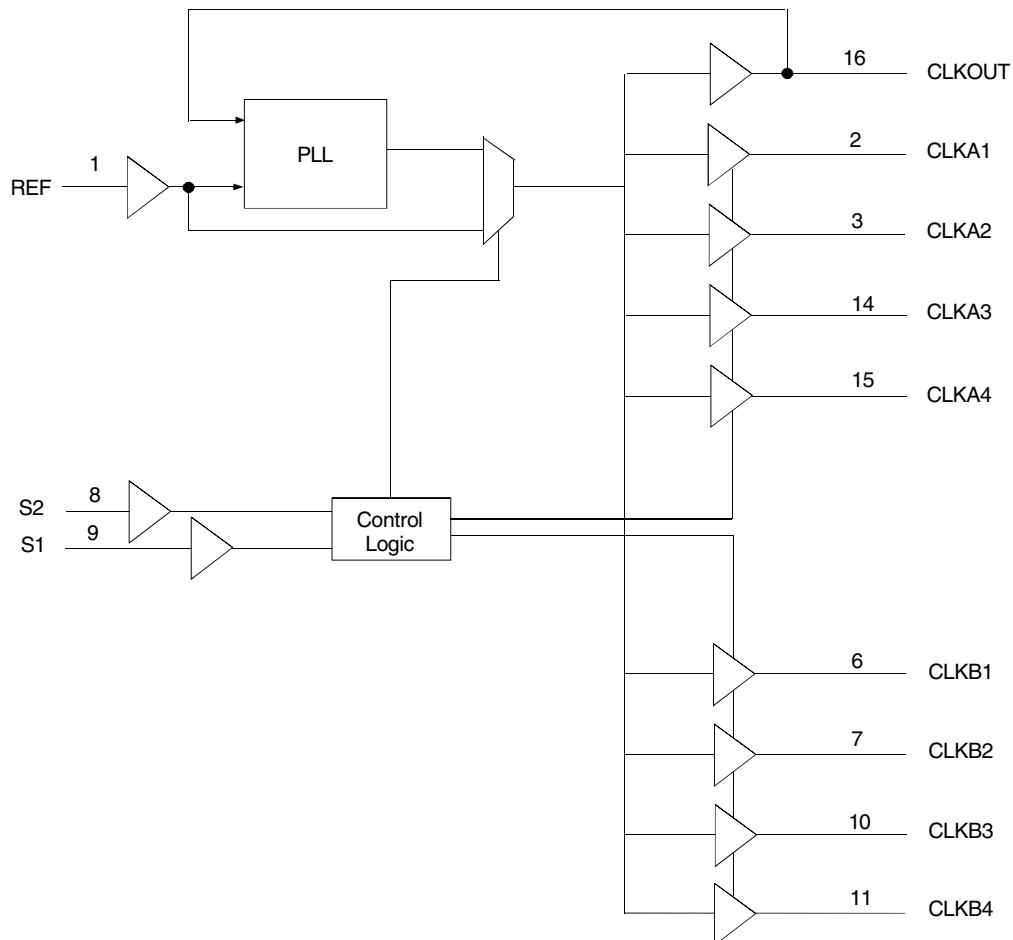 16 CLKOUT
PLL
1
REF
2 CLKA1
3 CLKA2
14 CLKA3
15 CLKA4
S2 8
S1 9
Control
Logic
6 CLKB1
7 CLKB2
10 CLKB3
11 CLKB4